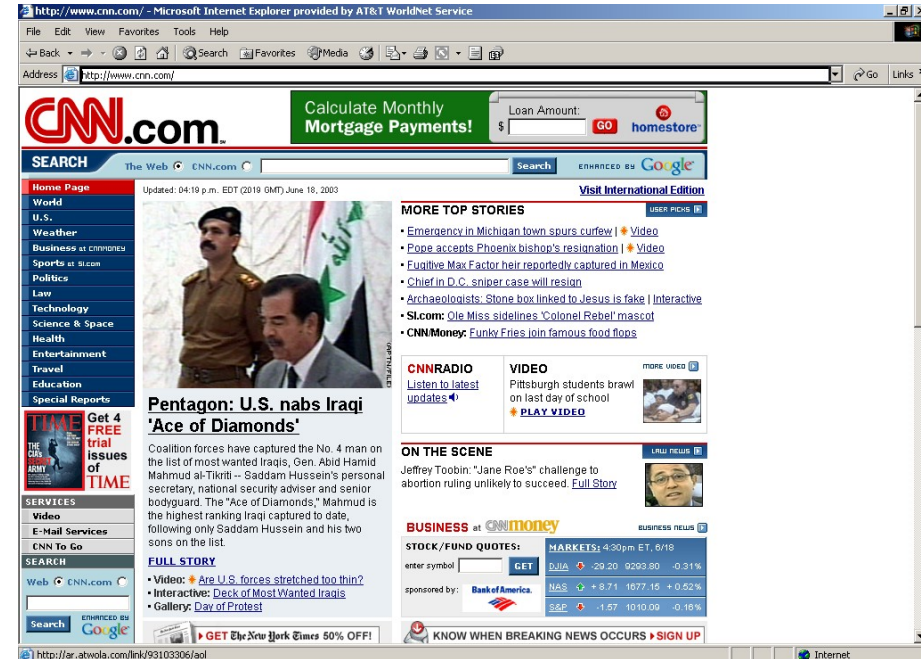 http://www.cnn.com/ - Microsoft Internet Explorer provided by AT&T WorldNet Service
File Edit View Favorites Tools Help
Back Search Favorites Media
Address http://www.cnn.com/ Go Links
CNN.com
Calculate Monthly
Mortgage Payments!
Loan Amount:
$ GO homestore
SEARCH The Web CNN.com Search ENHANCED BY Google
Home Page
World
U.S.
Weather
Business at CNNMONEY
Sports at SI.com
Politics
Law
Technology
Science & Space
Health
Entertainment
Travel
Education
Special Reports
TIME
THE
CIA'S
SECRET
ARMY
Get 4
FREE
trial
issues
of
TIME
SERVICES
Video
E-Mail Services
CNN To Go
SEARCH
Web CNN.com
Search ENHANCED BY Google
Updated: 04:19 p.m. EDT (2019 GMT) June 18, 2003
Visit International Edition
Pentagon: U.S. nabs Iraqi
'Ace of Diamonds'
Coalition forces have captured the No. 4 man on
the list of most wanted Iraqis, Gen. Abid Hamid
Mahmud al-Tikriti -- Saddam Hussein's personal
secretary, national security adviser and senior
bodyguard. The "Ace of Diamonds," Mahmud is
the highest ranking Iraqi captured to date,
following only Saddam Hussein and his two
sons on the list.
FULL STORY
• Video: Are U.S. forces stretched too thin?
• Interactive: Deck of Most Wanted Iraqis
• Gallery: Day of Protest
GET The New York Times 50% OFF!
MORE TOP STORIES USER PICKS
• Emergency in Michigan town spurs curfew | Video
• Pope accepts Phoenix bishop's resignation | Video
• Fugitive Max Factor heir reportedly captured in Mexico
• Chief in D.C. sniper case will resign
• Archaeologists: Stone box linked to Jesus is fake | Interactive
• SI.com: Ole Miss sidelines 'Colonel Rebel' mascot
• CNN/Money: Funky Fries join famous food flops
CNNRADIO
Listen to latest
updates
VIDEO MORE VIDEO
Pittsburgh students brawl
on last day of school
PLAY VIDEO
ON THE SCENE LAW NEWS
Jeffrey Toobin: "Jane Roe's" challenge to
abortion ruling unlikely to succeed. Full Story
BUSINESS at CNNmoney BUSINESS NEWS
STOCK/FUND QUOTES:
enter symbol GET
sponsored by: Bank of America.
MARKETS: 4:30pm ET, 6/18
DJIA -29.20 9293.80 -0.31%
NAS +8.71 1677.15 +0.52%
S&P -1.57 1010.09 -0.16%
KNOW WHEN BREAKING NEWS OCCURS SIGN UP
http://ar.atwola.com/link/93103306/aol Internet